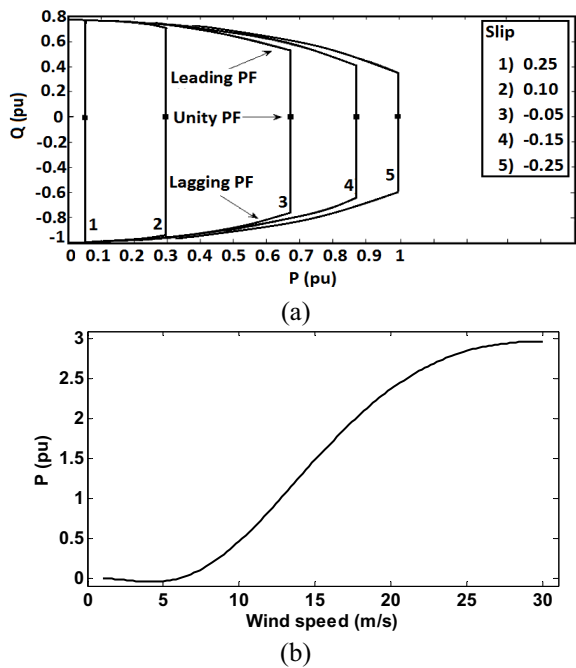 0.8
0.6
0.4
0.2
0
-0.2
-0.4
-0.6
-0.8
-1
Q (pu)
Leading PF
Unity PF
Lagging PF
1
2
3
4
5
Slip
1) 0.25
2) 0.10
3) -0.05
4) -0.15
5) -0.25
0 0.1 0.2 0.3 0.4 0.5 0.6 0.7 0.8 0.9 1
P (pu)
(a)
3
2.5
2
1.5
1
0.5
0
P (pu)
0 5 10 15 20 25 30
Wind speed (m/s)
(b)